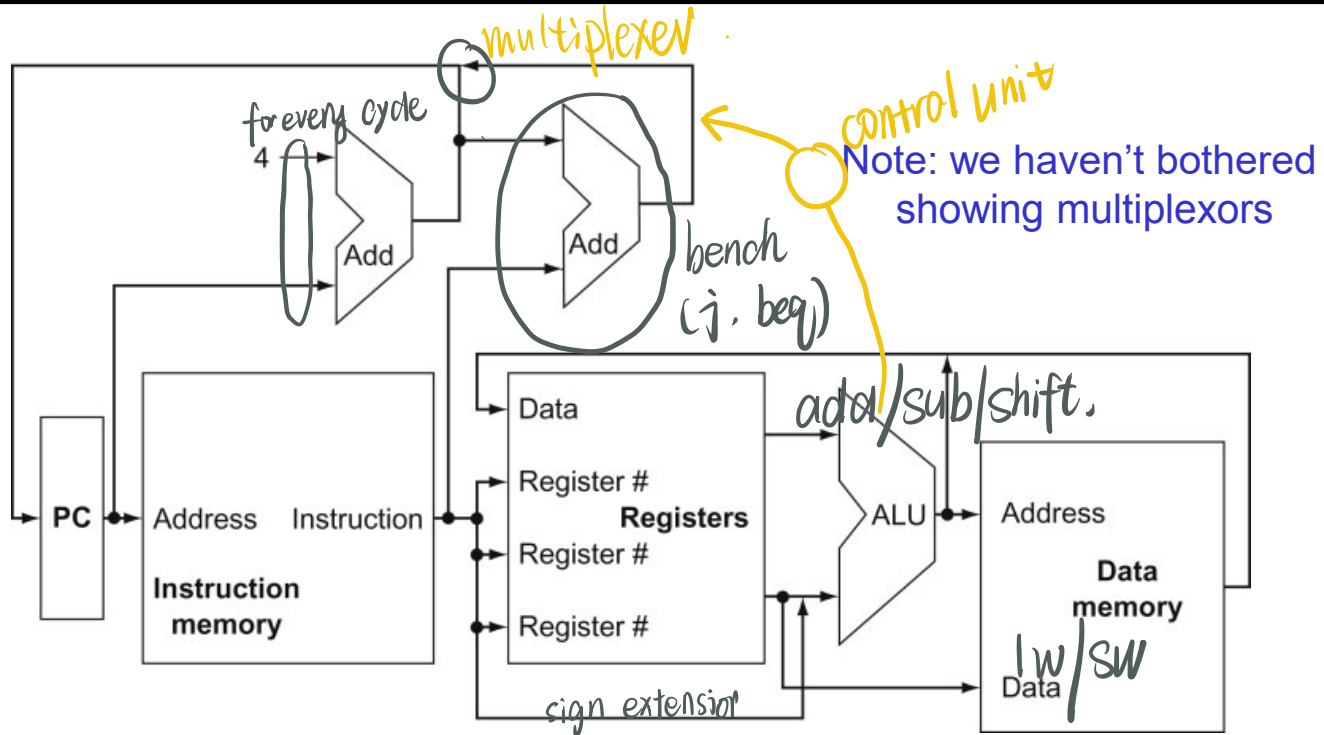 multiplexer.
for every cycle
control unit
4
Note: we haven't bothered
showing multiplexors
Add
Add
bench
(j, beq)
Data
add/sub/shift.
Register #
PC
Address
Instruction
Registers
ALU
Address
Register #
Instruction
memory
Data
memory
Register #
lw/sw
Data
sign extension